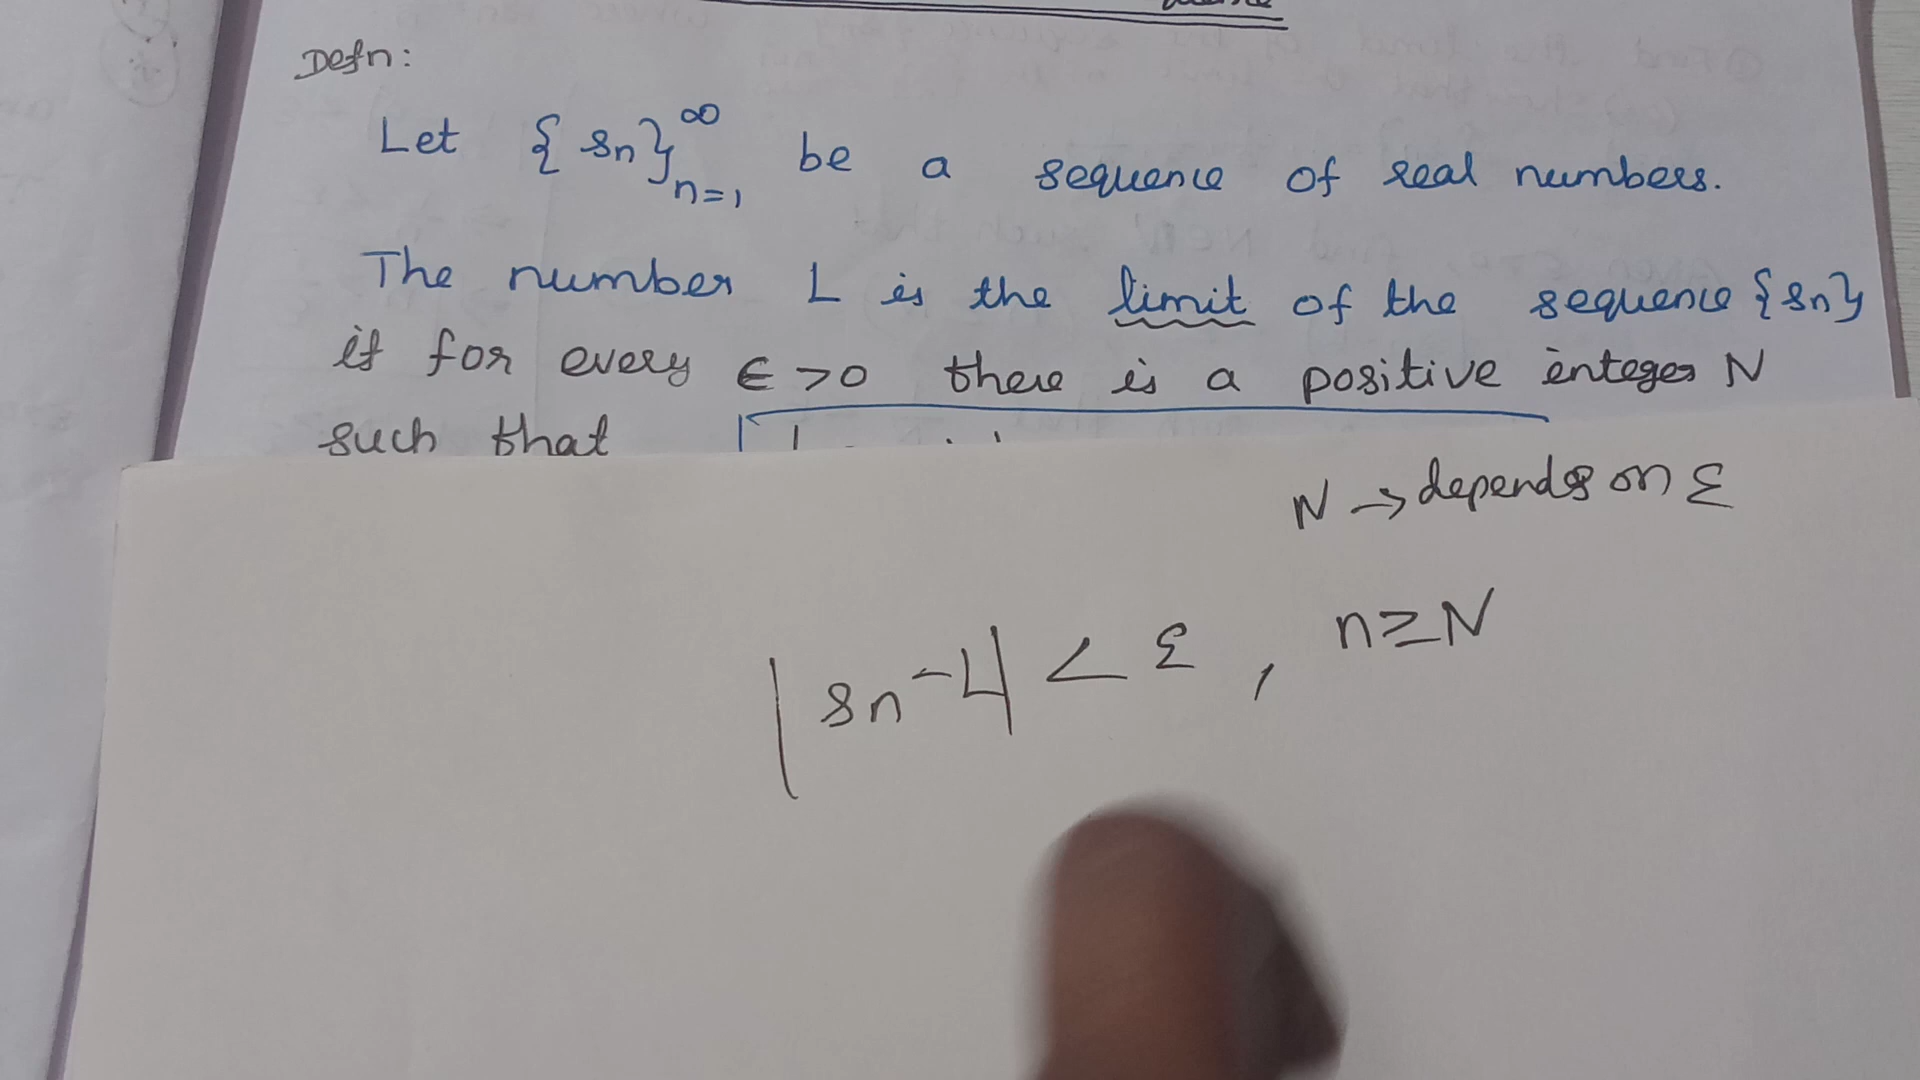 Defn:
Let {sn}∞n=1 be a sequence of real numbers.
The number L is the limit of the sequence {sn}
if for every ε>0 there is a positive integer N
such that
N → depends on ε
|sn-L| < ε, n≥N